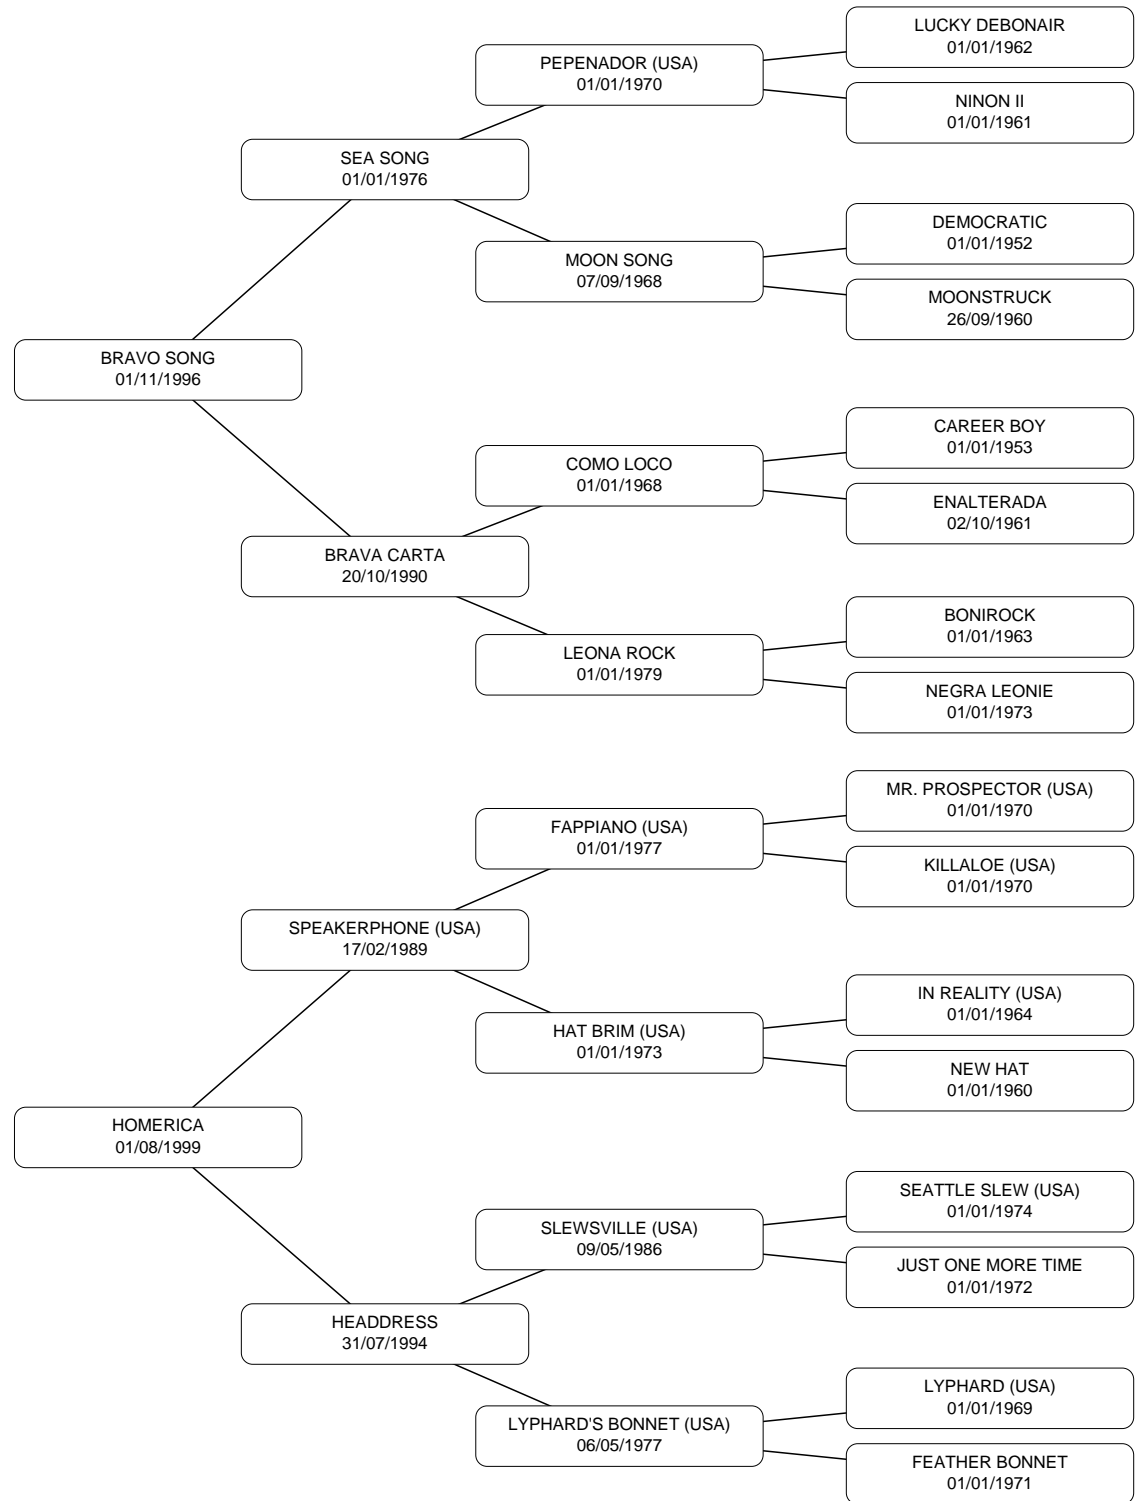 LUCKY DEBONAIR
01/01/1962
PEPENADOR (USA)
01/01/1970
NINON II
01/01/1961
SEA SONG
01/01/1976
DEMOCRATIC
01/01/1952
MOON SONG
07/09/1968
MOONSTRUCK
26/09/1960
BRAVO SONG
01/11/1996
CAREER BOY
01/01/1953
COMO LOCO
01/01/1968
ENALTERADA
02/10/1961
BRAVA CARTA
20/10/1990
BONIROCK
01/01/1963
LEONA ROCK
01/01/1979
NEGRA LEONIE
01/01/1973
MR. PROSPECTOR (USA)
01/01/1970
FAPPIANO (USA)
01/01/1977
KILLALOE (USA)
01/01/1970
SPEAKERPHONE (USA)
17/02/1989
IN REALITY (USA)
01/01/1964
HAT BRIM (USA)
01/01/1973
NEW HAT
01/01/1960
HOMERICA
01/08/1999
SEATTLE SLEW (USA)
01/01/1974
SLEWSVILLE (USA)
09/05/1986
JUST ONE MORE TIME
01/01/1972
HEADDRESS
31/07/1994
LYPHARD (USA)
01/01/1969
LYPHARD'S BONNET (USA)
06/05/1977
FEATHER BONNET
01/01/1971